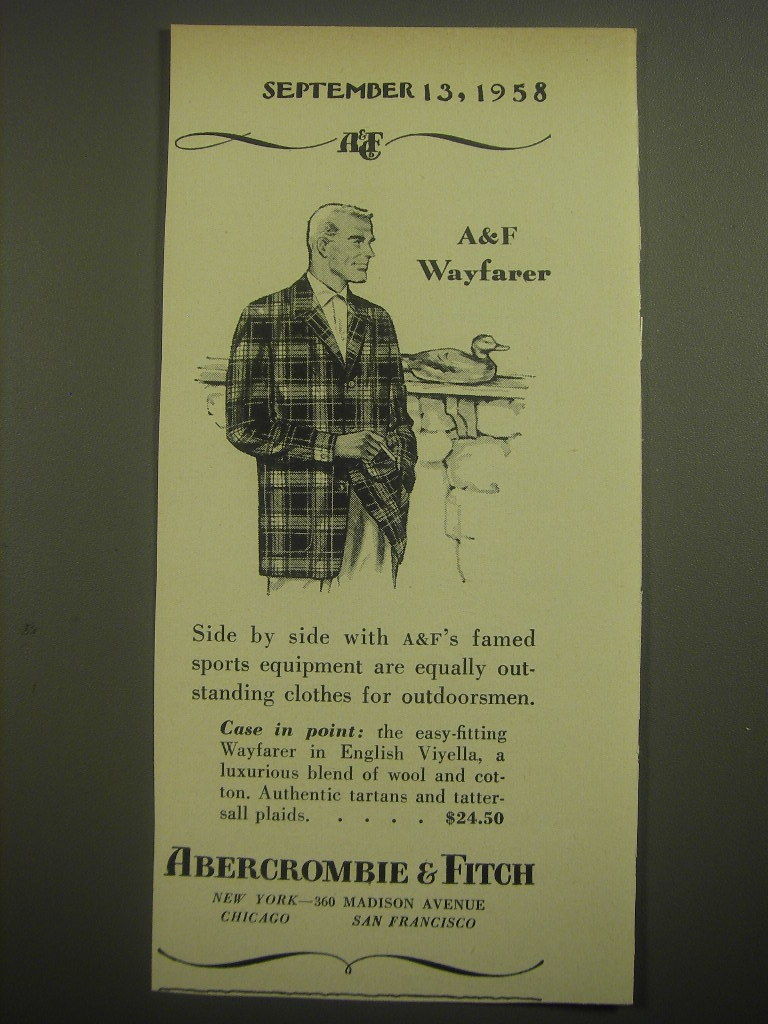 SEPTEMBER 13, 1958
A&F Co
A&F
Wayfarer
Side by side with A&F's famed
sports equipment are equally out-
standing clothes for outdoorsmen.
Case in point: the easy-fitting
Wayfarer in English Viyella, a
luxurious blend of wool and cot-
ton. Authentic tartans and tatter-
sall plaids. . . . . $24.50
ABERCROMBIE & FITCH
NEW YORK—360 MADISON AVENUE
CHICAGO SAN FRANCISCO